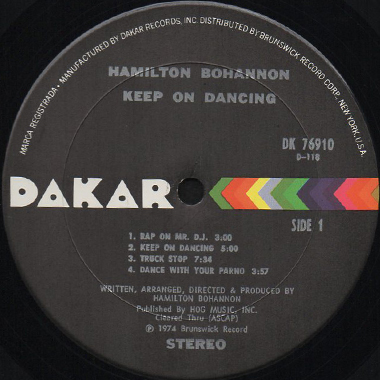 MARCA REGISTRADA • MANUFACTURED BY DAKAR RECORDS, INC. DISTRIBUTED BY BRUNSWICK RECORD CORP. NEW YORK, U.S.A.
HAMILTON BOHANNON
KEEP ON DANCING
DK 76910
D-118
DAKAR
SIDE 1
1. RAP ON MR. D.J. 3:00
2. KEEP ON DANCING 5:00
3. TRUCK STOP 7:34
4. DANCE WITH YOUR PARNO 3:57
WRITTEN, ARRANGED, DIRECTED & PRODUCED BY
HAMILTON BOHANNON
Published By HOG MUSIC, INC.
Cleared Thru (ASCAP)
℗ 1974 Brunswick Record
STEREO